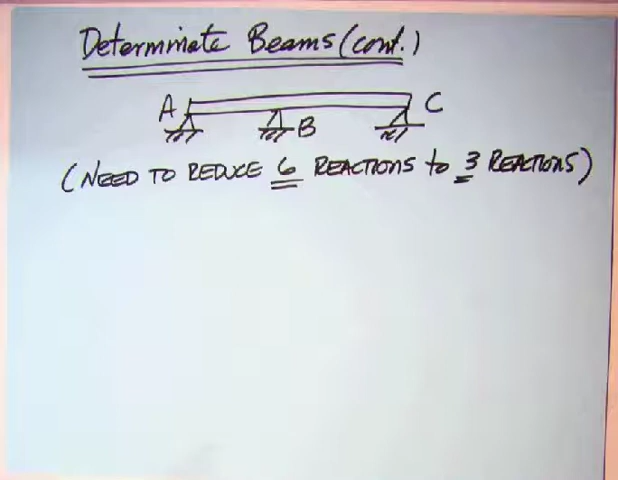 Determinate Beams (cont.)
A C
B
(NEED TO REDUCE 6 REACTIONS to 3 REACTIONS)